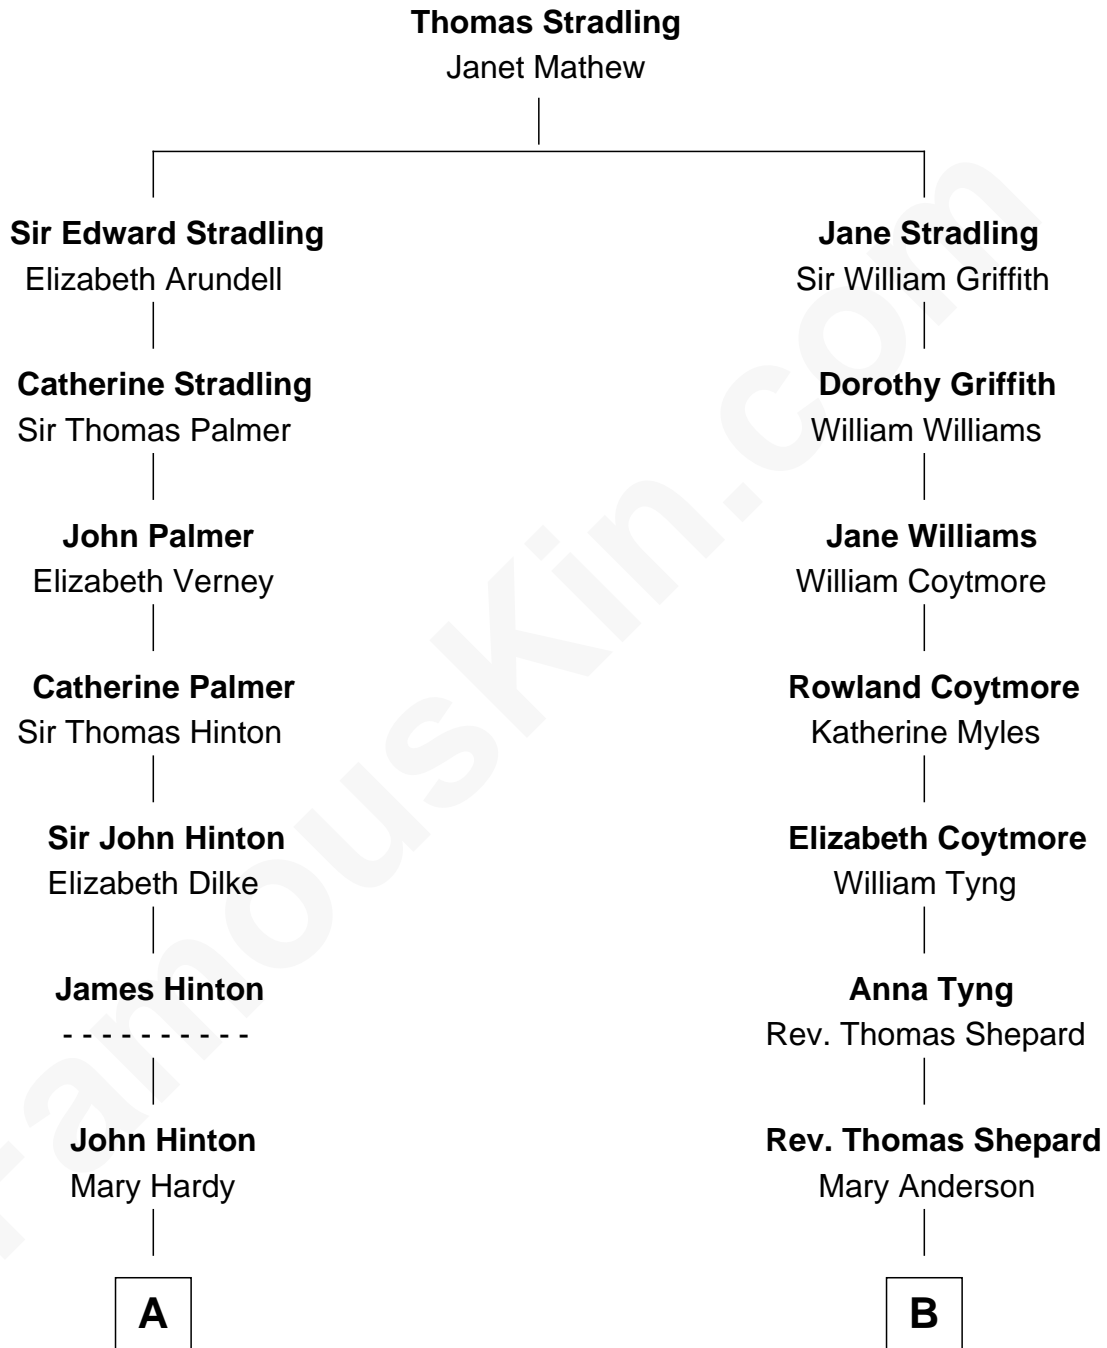 Thomas Stradling
Janet Mathew
Sir Edward Stradling
Elizabeth Arundell
Jane Stradling
Sir William Griffith
Catherine Stradling
Sir Thomas Palmer
Dorothy Griffith
William Williams
John Palmer
Elizabeth Verney
Jane Williams
William Coytmore
Catherine Palmer
Sir Thomas Hinton
Rowland Coytmore
Katherine Myles
Sir John Hinton
Elizabeth Dilke
Elizabeth Coytmore
William Tyng
James Hinton
- - - - - - - - - -
Anna Tyng
Rev. Thomas Shepard
John Hinton
Mary Hardy
Rev. Thomas Shepard
Mary Anderson
A
B
FamousKin.com